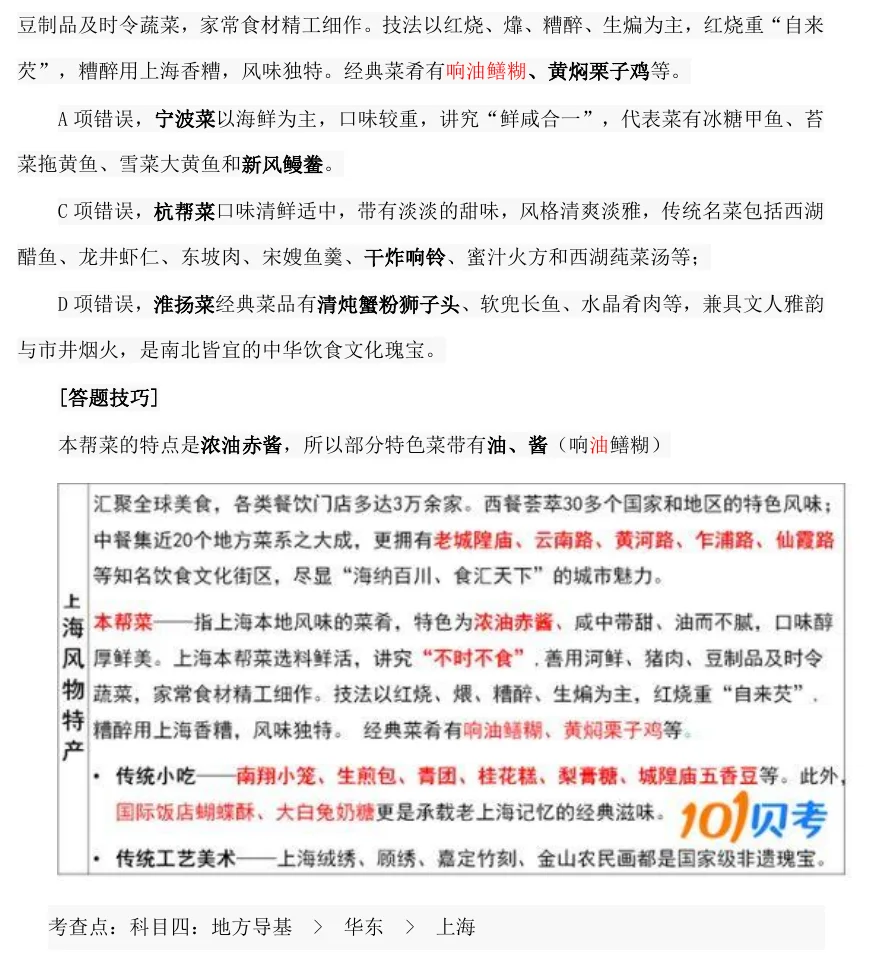 豆制品及时令蔬菜，家常食材精工细作。技法以红烧、㸆、糟醉、生煸为主，红烧重“自来
芡”，糟醉用上海香糟，风味独特。经典菜肴有响油鳝糊、黄焖栗子鸡等。
A 项错误，宁波菜以海鲜为主，口味较重，讲究“鲜咸合一”，代表菜有冰糖甲鱼、苔
菜拖黄鱼、雪菜大黄鱼和新风鳗鲞。
C 项错误，杭帮菜口味清鲜适中，带有淡淡的甜味，风格清爽淡雅，传统名菜包括西湖
醋鱼、龙井虾仁、东坡肉、宋嫂鱼羹、干炸响铃、蜜汁火方和西湖莼菜汤等；
D 项错误，淮扬菜经典菜品有清炖蟹粉狮子头、软兜长鱼、水晶肴肉等，兼具文人雅韵
与市井烟火，是南北皆宜的中华饮食文化瑰宝。
[答题技巧]
本帮菜的特点是浓油赤酱，所以部分特色菜带有油、酱（响油鳝糊）
上海风物特产
汇聚全球美食，各类餐饮门店多达3万余家。西餐荟萃30多个国家和地区的特色风味；
中餐集近20个地方菜系之大成，更拥有老城隍庙、云南路、黄河路、乍浦路、仙霞路
等知名饮食文化街区，尽显“海纳百川、食汇天下”的城市魅力。
本帮菜——指上海本地风味的菜肴，特色为浓油赤酱、咸中带甜、油而不腻，口味醇
厚鲜美。上海本帮菜选料鲜活，讲究“不时不食”.善用河鲜、猪肉、豆制品及时令
蔬菜，家常食材精工细作。技法以红烧、煨、糟醉、生煸为主，红烧重“自来芡”.
糟醉用上海香糟，风味独特。 经典菜肴有响油鳝糊、黄焖栗子鸡等。
• 传统小吃——南翔小笼、生煎包、青团、桂花糕、梨膏糖、城隍庙五香豆等。此外，
国际饭店蝴蝶酥、大白兔奶糖更是承载老上海记忆的经典滋味。
101贝考
• 传统工艺美术——上海绒绣、顾绣、嘉定竹刻、金山农民画都是国家级非遗瑰宝。
考查点：科目四：地方导基 > 华东 > 上海